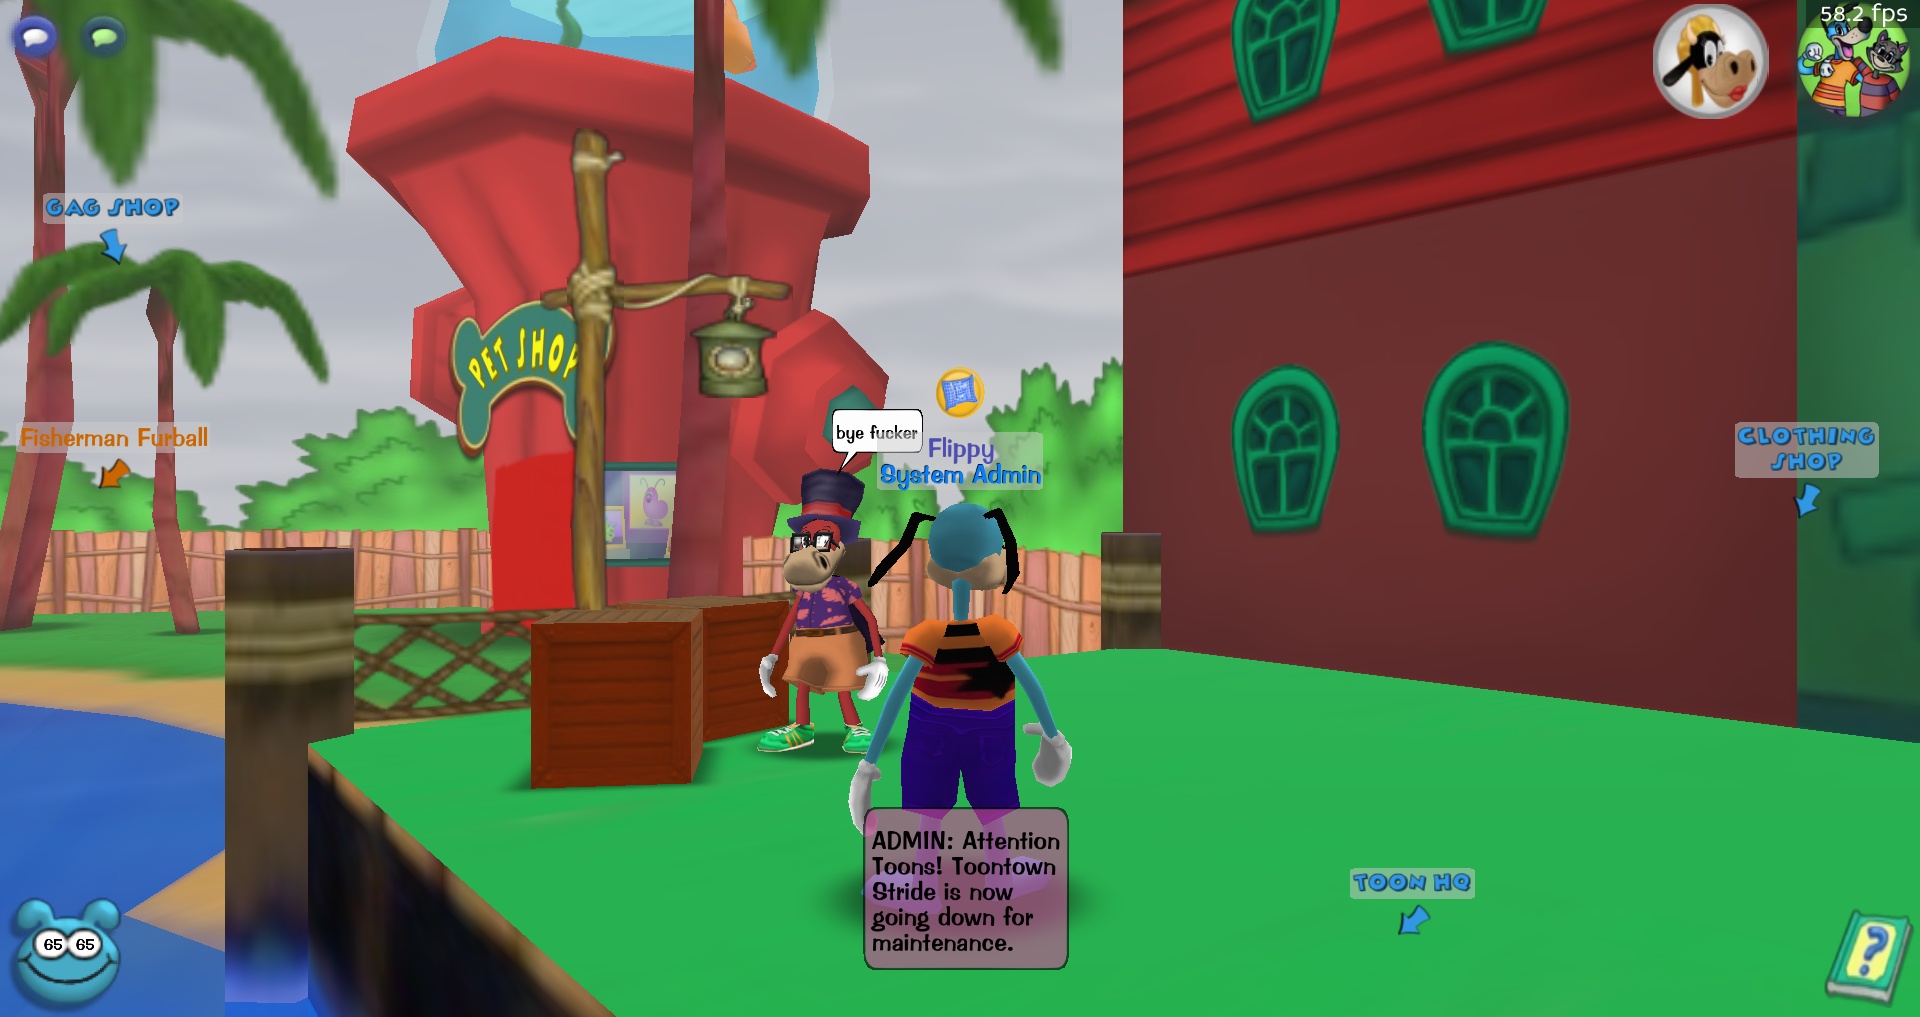 58.2 fps
GAG SHOP
PET SHOP
Fisherman Furball
bye fucker
Flippy
System Admin
CLOTHING
SHOP
ADMIN: Attention
Toons! Toontown
Stride is now
going down for
maintenance.
TOON HQ
65 65
?